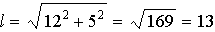 l = √(12² + 5²) = √169 = 13